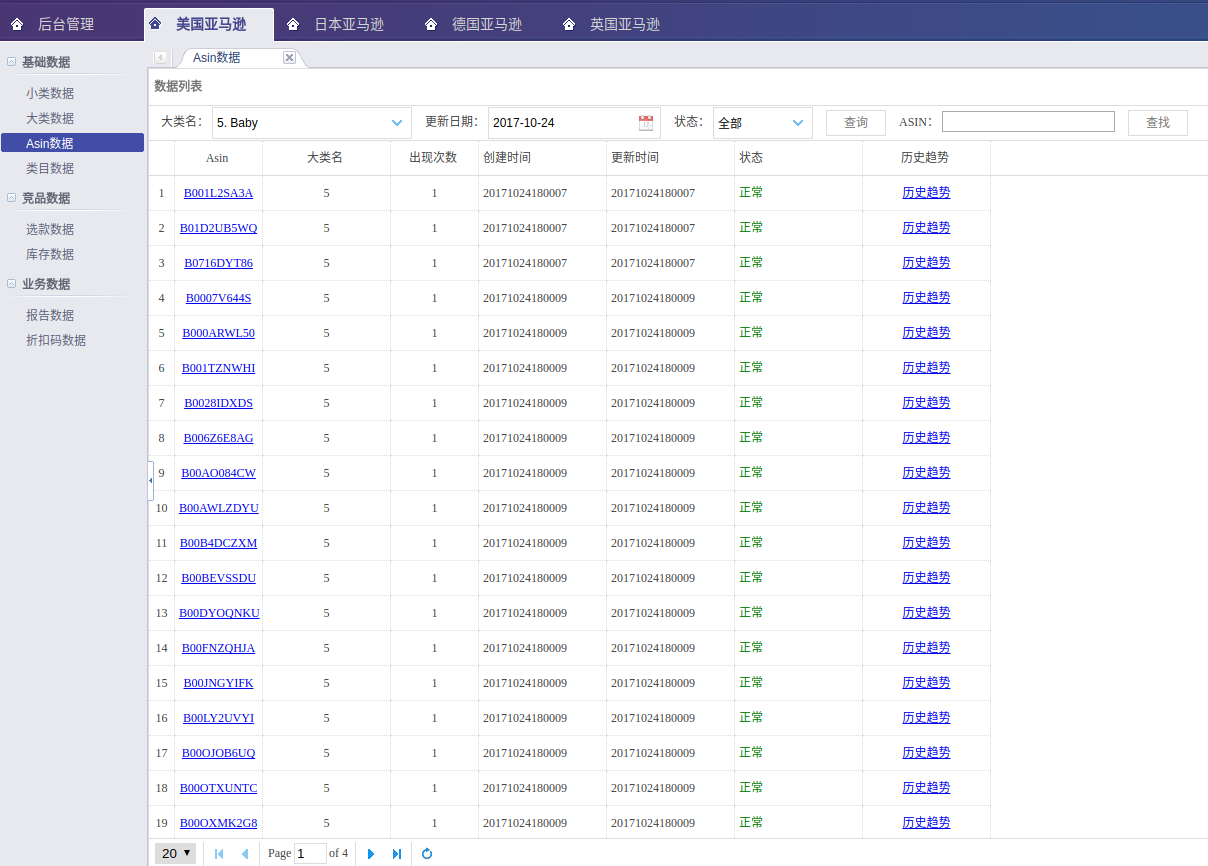 后台管理 美国亚马逊 日本亚马逊 德国亚马逊 英国亚马逊
基础数据
小类数据
大类数据
Asin数据
类目数据
竞品数据
选款数据
库存数据
业务数据
报告数据
折扣码数据
Asin数据
数据列表
大类名: 5. Baby 更新日期: 2017-10-24 状态: 全部 查询 ASIN: 查找
Asin 大类名 出现次数 创建时间 更新时间 状态 历史趋势
1 B001L2SA3A 5 1 20171024180007 20171024180007 正常 历史趋势
2 B01D2UB5WQ 5 1 20171024180007 20171024180007 正常 历史趋势
3 B0716DYT86 5 1 20171024180007 20171024180007 正常 历史趋势
4 B0007V644S 5 1 20171024180009 20171024180009 正常 历史趋势
5 B000ARWL50 5 1 20171024180009 20171024180009 正常 历史趋势
6 B001TZNWHI 5 1 20171024180009 20171024180009 正常 历史趋势
7 B0028IDXDS 5 1 20171024180009 20171024180009 正常 历史趋势
8 B006Z6E8AG 5 1 20171024180009 20171024180009 正常 历史趋势
9 B00AO084CW 5 1 20171024180009 20171024180009 正常 历史趋势
10 B00AWLZDYU 5 1 20171024180009 20171024180009 正常 历史趋势
11 B00B4DCZXM 5 1 20171024180009 20171024180009 正常 历史趋势
12 B00BEVSSDU 5 1 20171024180009 20171024180009 正常 历史趋势
13 B00DYOQNKU 5 1 20171024180009 20171024180009 正常 历史趋势
14 B00FNZQHJA 5 1 20171024180009 20171024180009 正常 历史趋势
15 B00JNGYIFK 5 1 20171024180009 20171024180009 正常 历史趋势
16 B00LY2UVYI 5 1 20171024180009 20171024180009 正常 历史趋势
17 B00OJOB6UQ 5 1 20171024180009 20171024180009 正常 历史趋势
18 B00OTXUNTC 5 1 20171024180009 20171024180009 正常 历史趋势
19 B00OXMK2G8 5 1 20171024180009 20171024180009 正常 历史趋势
20 Page 1 of 4